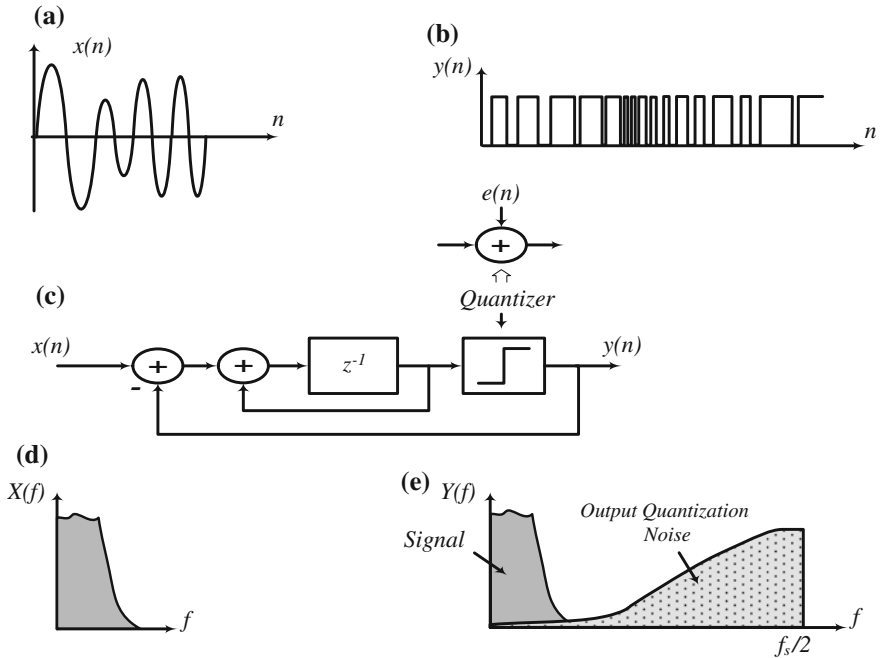 (a)
x(n)
n
(b)
y(n)
n
e(n)
+
Quantizer
(c)
x(n)
+
-
+
z⁻¹
y(n)
(d)
X(f)
f
(e)
Y(f)
Signal
Output Quantization
Noise
f
fₛ/2